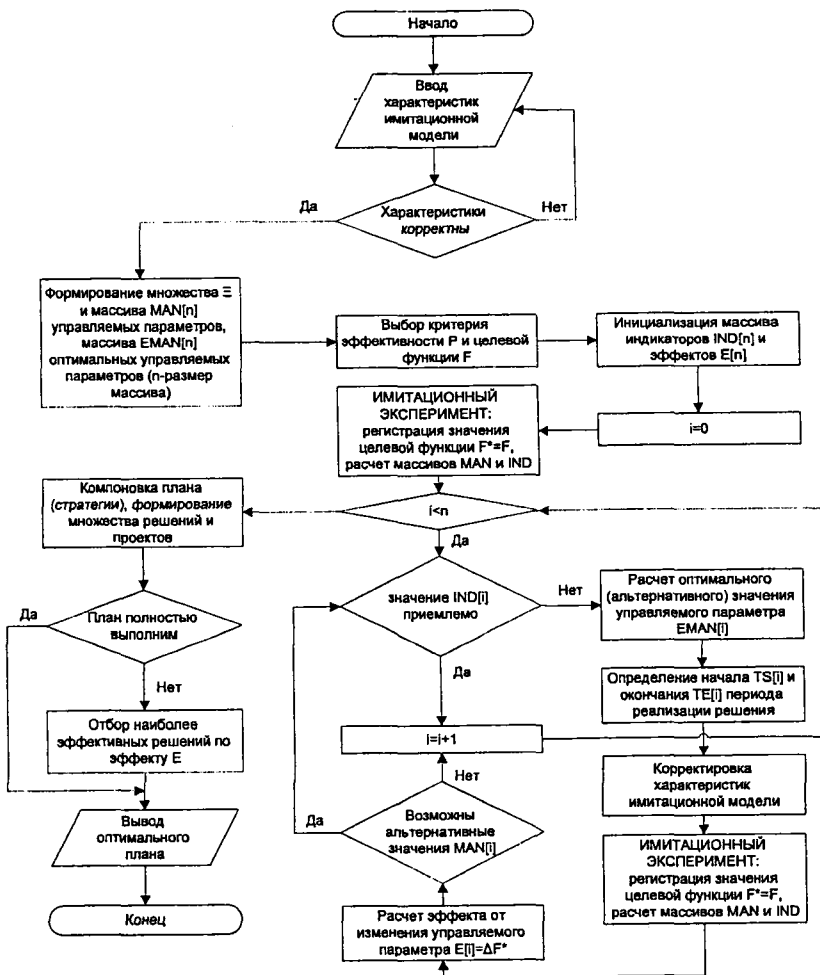 Начало
Ввод
характеристик
имитационной
модели
Да
Характеристики
корректны
Нет
Формирование множества Ξ
и массива MAN[n]
управляемых параметров,
массива EMAN[n]
оптимальных управляемых
параметров (n-размер
массива)
Выбор критерия
эффективности P и целевой
функции F
Инициализация массива
индикаторов IND[n] и
эффектов E[n]
i=0
ИМИТАЦИОННЫЙ
ЭКСПЕРИМЕНТ:
регистрация значения
целевой функции F*=F,
расчет массивов MAN и IND
Компоновка плана
(стратегии), формирование
множества решений и
проектов
i<n
Да
значение IND[i]
приемлемо
Нет
Да
Расчет оптимального
(альтернативного) значения
управляемого параметра
EMAN[i]
Да
План полностью
выполним
Нет
Определение начала TS[i] и
окончания TE[i] периода
реализации решения
Отбор наиболее
эффективных решений по
эффекту E
i=i+1
Нет
Корректировка
характеристик
имитационной модели
Вывод
оптимального
плана
Да
Возможны
альтернативные
значения MAN[i]
ИМИТАЦИОННЫЙ
ЭКСПЕРИМЕНТ:
регистрация значения
целевой функции F*=F,
расчет массивов MAN и IND
Конец
Расчет эффекта от
изменения управляемого
параметра E[i]=ΔF*